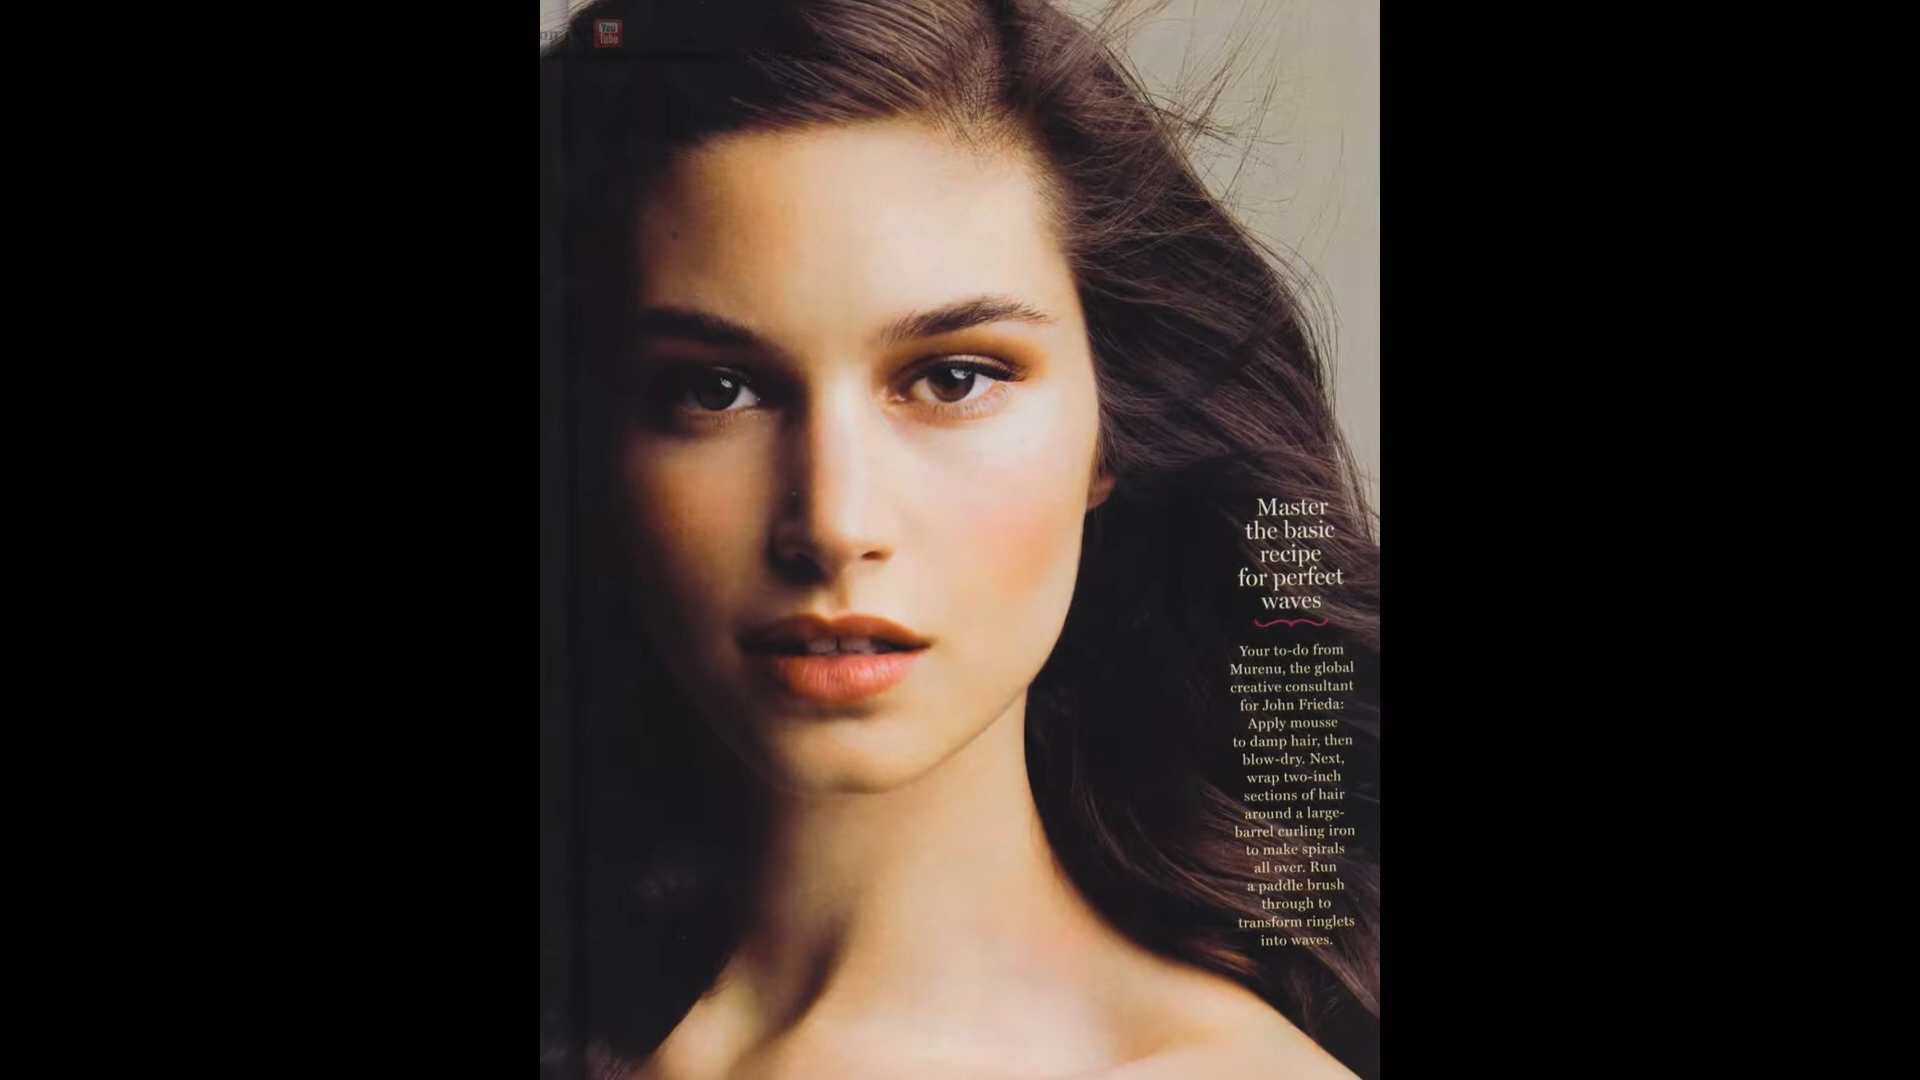 You
Tube
Master
the basic
recipe
for perfect
waves
Your to-do from
Murenu, the global
creative consultant
for John Frieda:
Apply mousse
to damp hair, then
blow-dry. Next,
wrap two-inch
sections of hair
around a large-
barrel curling iron
to make spirals
all over. Run
a paddle brush
through to
transform ringlets
into waves.